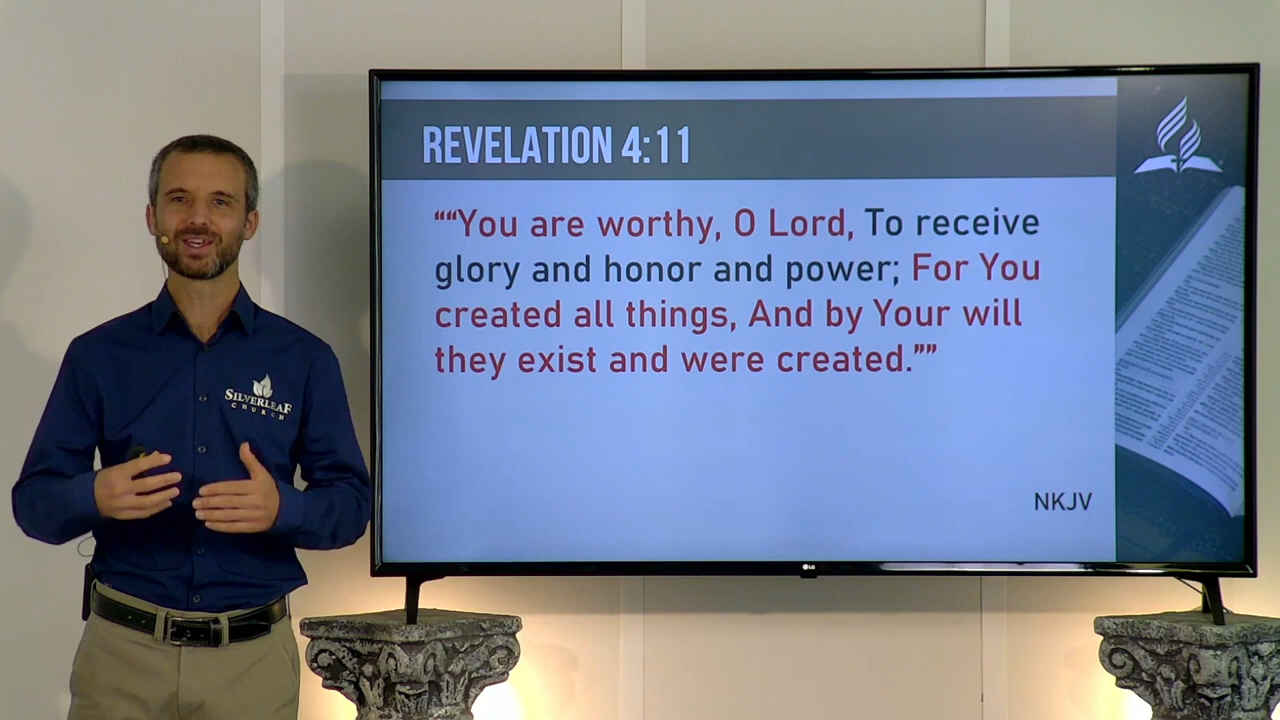 REVELATION 4:11
““You are worthy, O Lord, To receive
glory and honor and power; For You
created all things, And by Your will
they exist and were created.””
NKJV
SILVERLEAF
CHURCH
LG